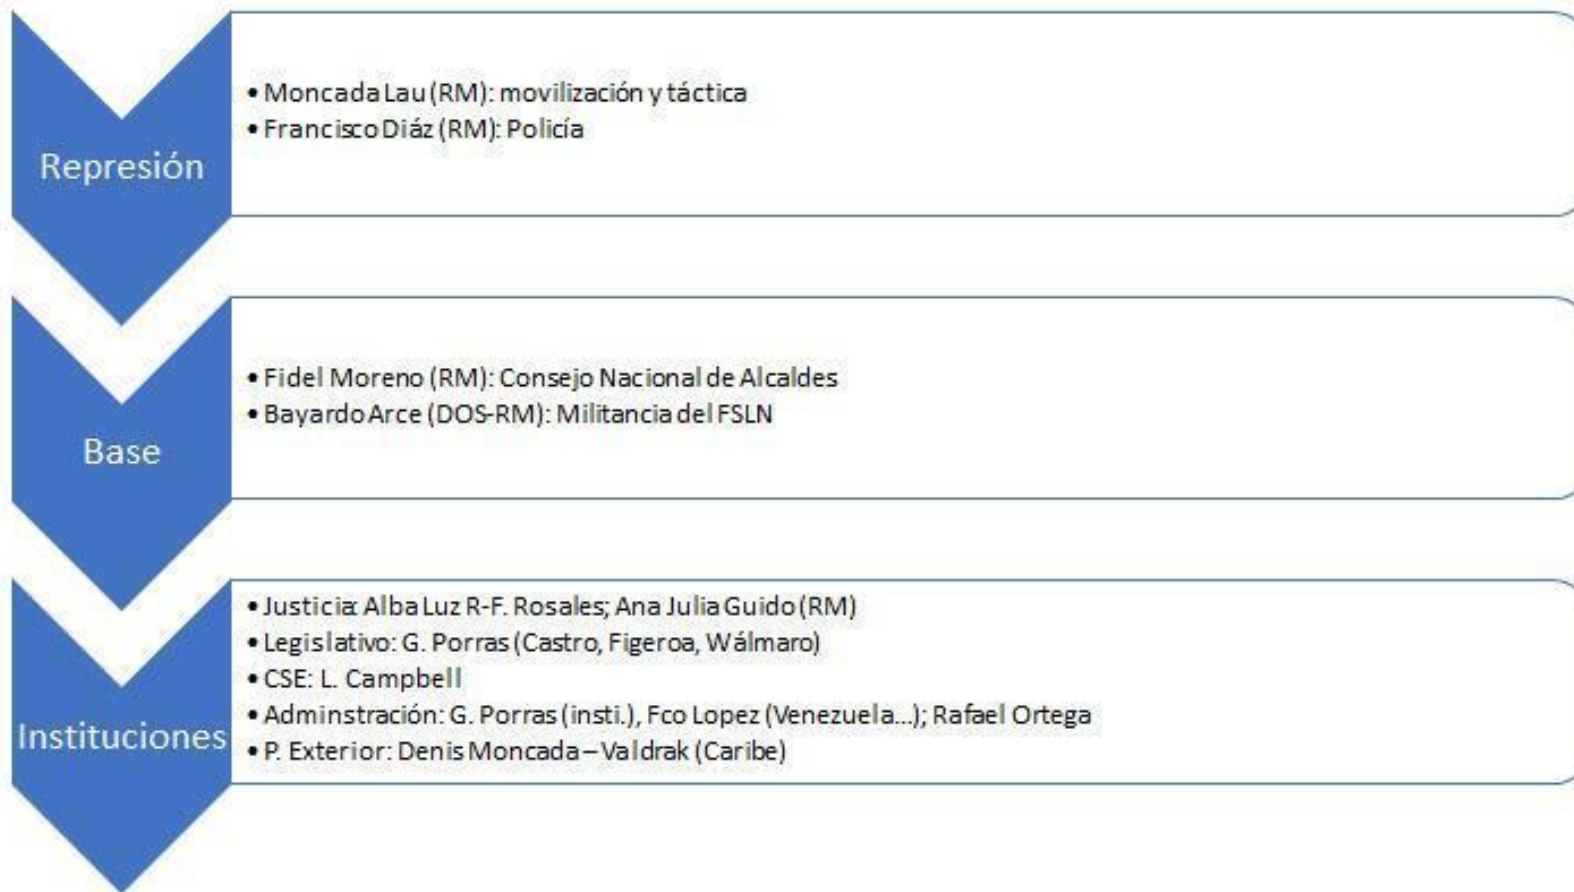 Represión
• Moncada Lau (RM): movilización y táctica
• Francisco Diáz (RM): Policía
Base
• Fidel Moreno (RM): Consejo Nacional de Alcaldes
• Bayardo Arce (DOS-RM): Militancia del FSLN
Instituciones
• Justicia: Alba Luz R-F. Rosales; Ana Julia Guido (RM)
• Legislativo: G. Porras (Castro, Figeroa, Wálmaro)
• CSE: L. Campbell
• Adminstración: G. Porras (insti.), Fco Lopez (Venezuela...); Rafael Ortega
• P. Exterior: Denis Moncada – Valdrak (Caribe)